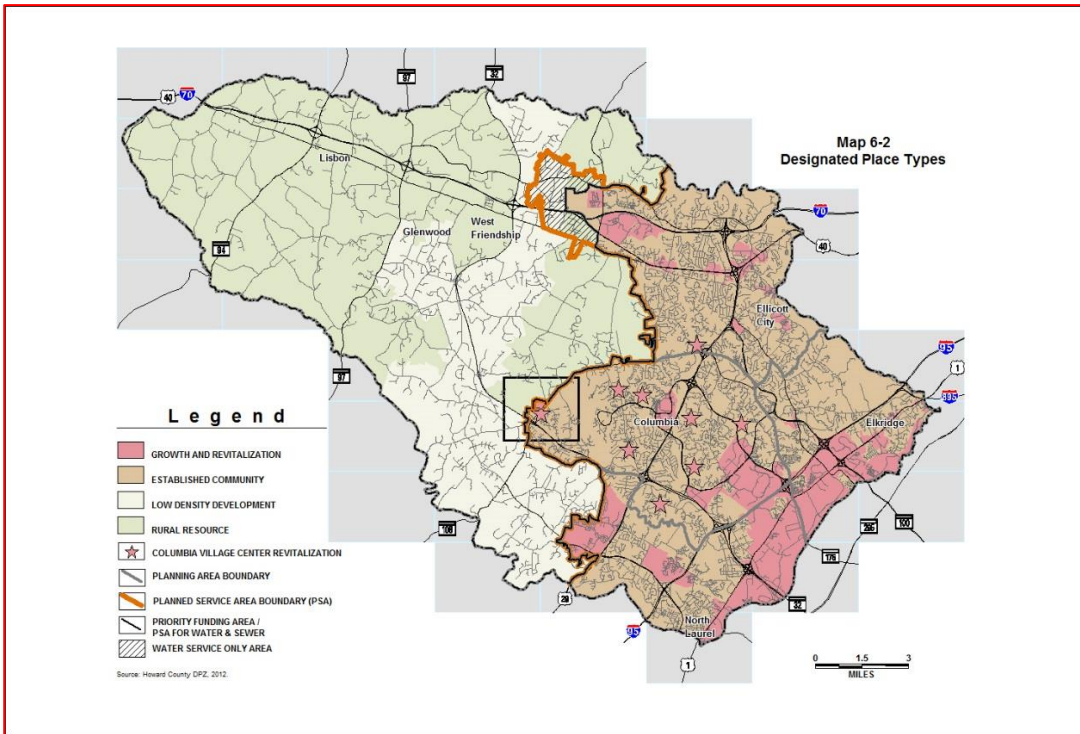 97
32
40
70
Map 6-2
Designated Place Types
Lisbon
70
West
Friendship
Glenwood
40
94
Ellicott
City
95
1
97
895
Legend
Columbia
Elkridge
GROWTH AND REVITALIZATION
ESTABLISHED COMMUNITY
LOW DENSITY DEVELOPMENT
RURAL RESOURCE
100
108
295
COLUMBIA VILLAGE CENTER REVITALIZATION
175
PLANNING AREA BOUNDARY
PLANNED SERVICE AREA BOUNDARY (PSA)
29
32
PRIORITY FUNDING AREA /
PSA FOR WATER & SEWER
North
Laurel
95
WATER SERVICE ONLY AREA
1
0 1.5 3
MILES
Source: Howard County DPZ, 2012.